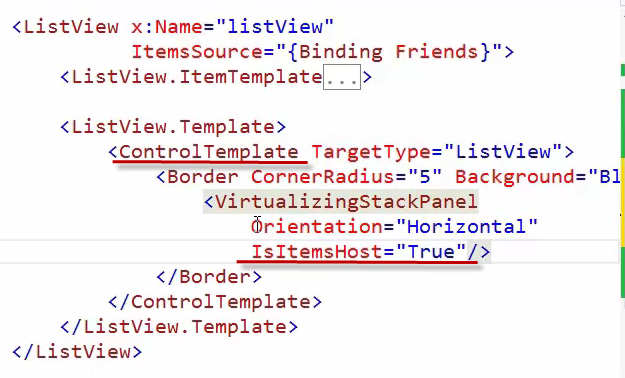 <ListView x:Name="listView"
ItemsSource="{Binding Friends}">
<ListView.ItemTemplate...>
<ListView.Template>
<ControlTemplate TargetType="ListView">
<Border CornerRadius="5" Background="Bl
<VirtualizingStackPanel
Orientation="Horizontal"
IsItemsHost="True"/>
</Border>
</ControlTemplate>
</ListView.Template>
</ListView>